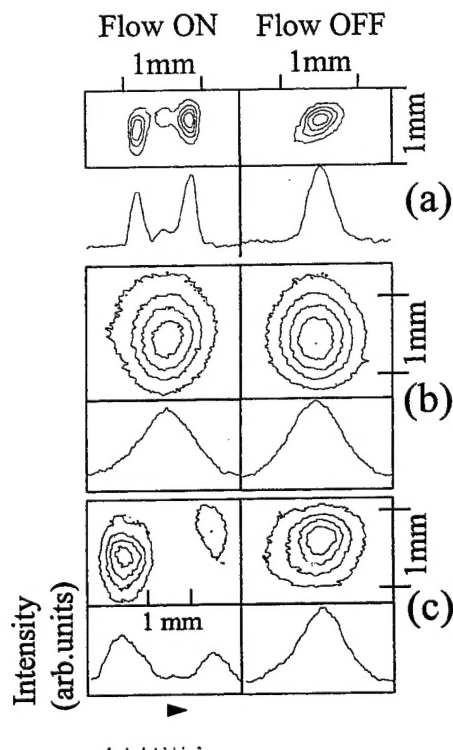 Flow ON Flow OFF
1mm 1mm
1mm
(a)
1mm
(b)
1mm
(c)
1 mm
Intensity
(arb.units)